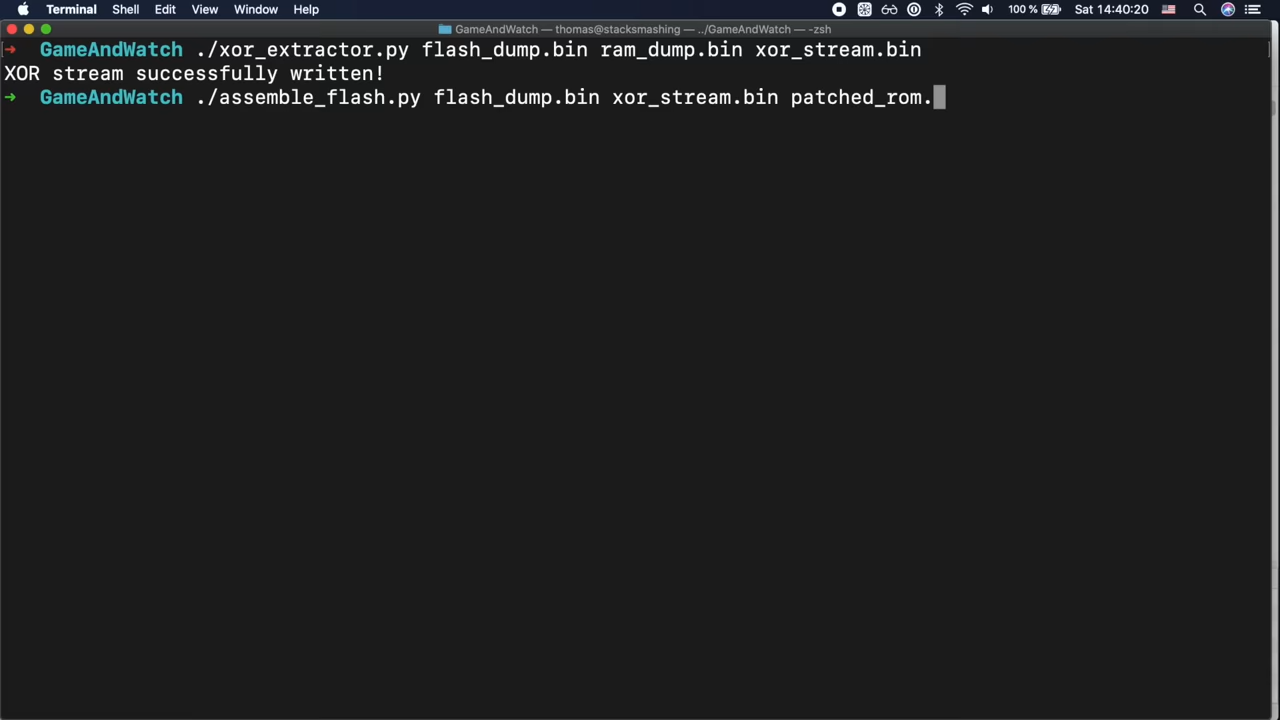 Terminal Shell Edit View Window Help 100 % Sat 14:40:20
GameAndWatch — thomas@stacksmashing — ../GameAndWatch — -zsh
➜ GameAndWatch ./xor_extractor.py flash_dump.bin ram_dump.bin xor_stream.bin
XOR stream successfully written!
➜ GameAndWatch ./assemble_flash.py flash_dump.bin xor_stream.bin patched_rom.